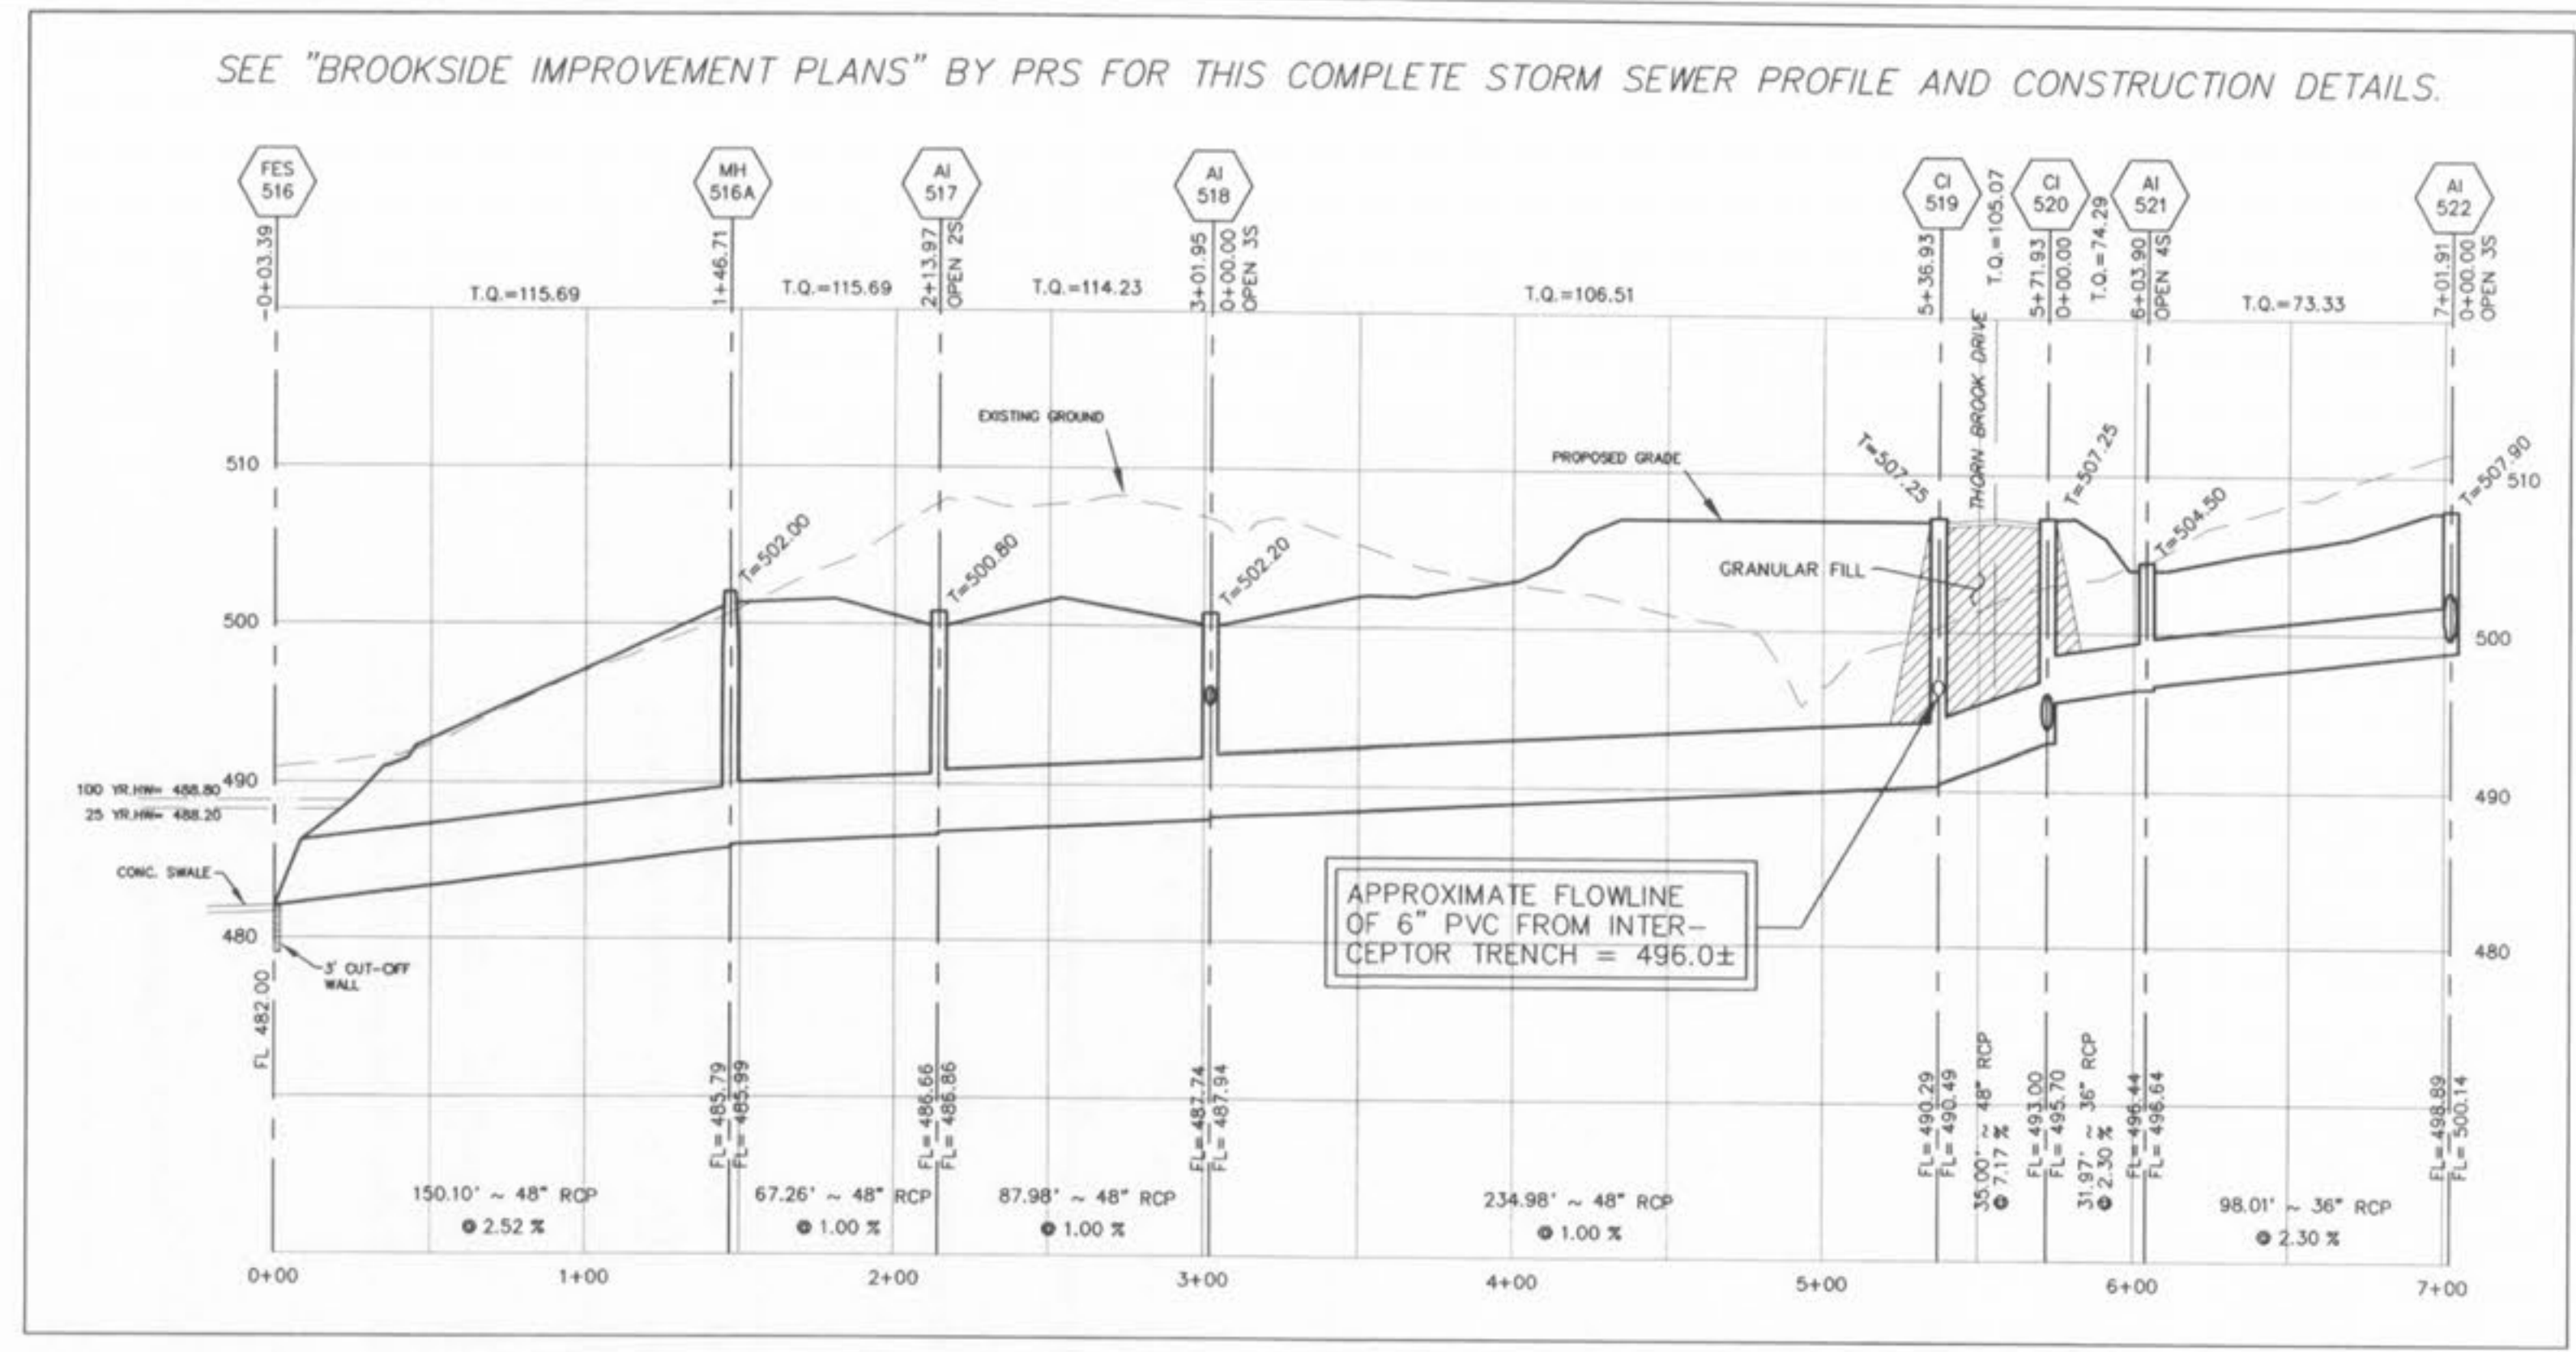 SEE "BROOKSIDE IMPROVEMENT PLANS" BY PRS FOR THIS COMPLETE STORM SEWER PROFILE AND CONSTRUCTION DETAILS.
FES
516
MH
516A
AI
517
AI
518
CI
519
CI
520
AI
521
AI
522
-0+03.39
1+46.71
2+13.97
OPEN 2S
3+01.95
0+00.00
OPEN 3S
5+36.93
T.Q.=105.07
5+71.93
0+00.00
T.Q.=74.29
6+03.90
OPEN 4S
7+01.91
0+00.00
OPEN 3S
T.Q.=115.69
T.Q.=115.69
T.Q.=114.23
T.Q.=106.51
T.Q.=73.33
THORN BROOK DRIVE
EXISTING GROUND
PROPOSED GRADE
GRANULAR FILL
T=502.00
T=500.80
T=502.20
T=507.25
T=507.25
T=504.50
T=507.90
510
500
490
480
510
500
490
480
100 YR.HW= 488.80
25 YR.HW= 488.20
CONC. SWALE
3' CUT-OFF
WALL
APPROXIMATE FLOWLINE
OF 6" PVC FROM INTER-
CEPTOR TRENCH = 496.0±
FL 482.00
FL= 485.79
FL= 485.99
FL= 486.66
FL= 486.86
FL= 487.74
FL= 487.94
FL= 490.29
FL= 490.49
35.00' ~ 48" RCP
@ 7.17 %
FL= 493.00
FL= 495.70
31.97' ~ 36" RCP
@ 2.30 %
FL= 496.44
FL= 496.64
FL= 498.89
FL= 500.14
150.10' ~ 48" RCP
@ 2.52 %
67.26' ~ 48" RCP
@ 1.00 %
87.98' ~ 48" RCP
@ 1.00 %
234.98' ~ 48" RCP
@ 1.00 %
98.01' ~ 36" RCP
@ 2.30 %
0+00
1+00
2+00
3+00
4+00
5+00
6+00
7+00